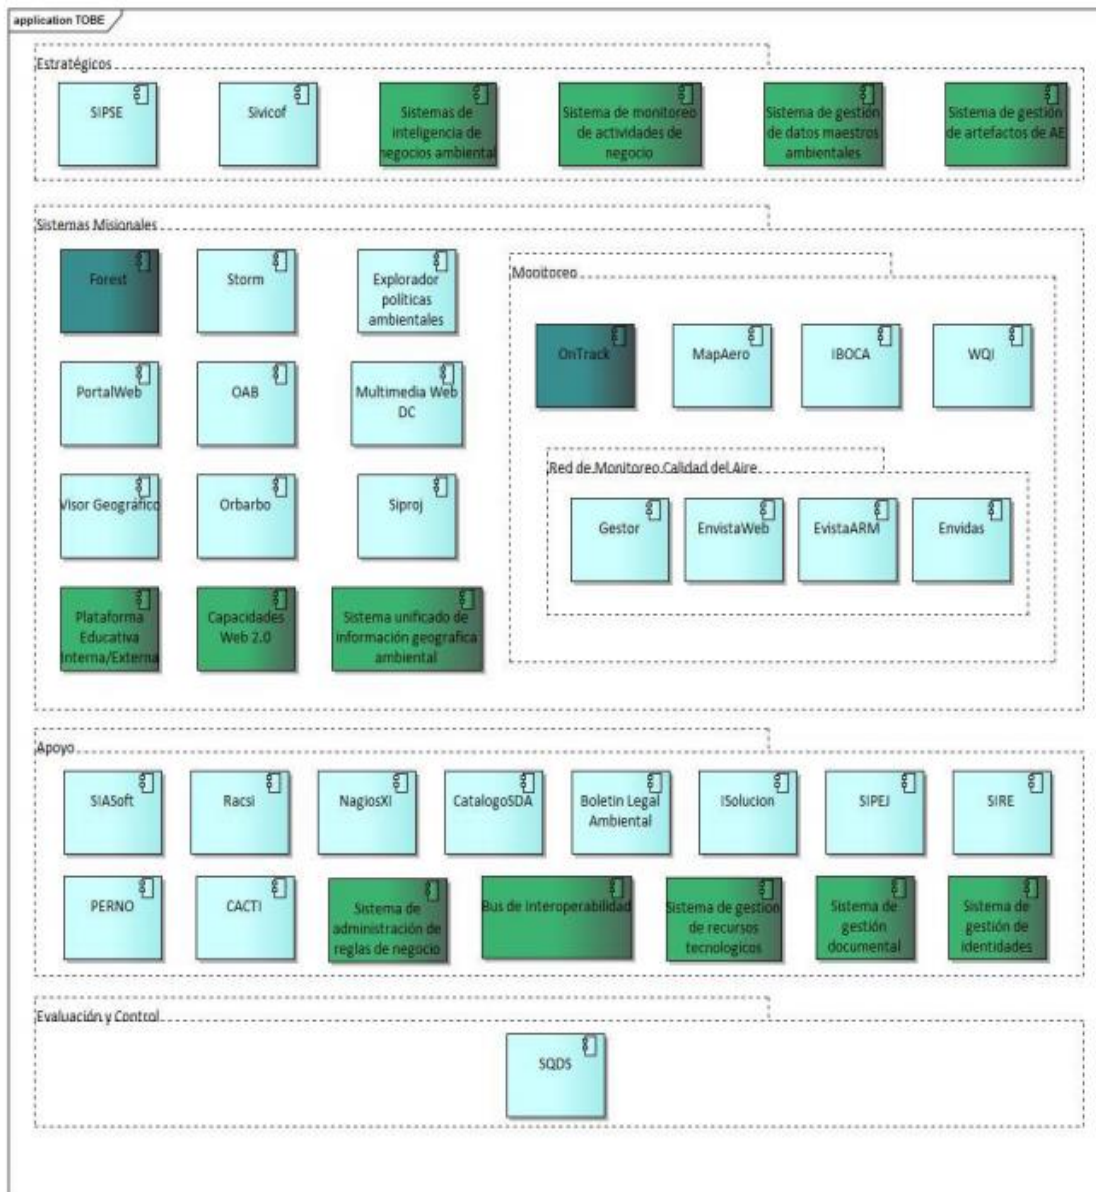 application TOBE
Estratégicos
SIPSE
Sivicof
Sistemas de
inteligencia de
negocios ambiental
Sistema de monitoreo
de actividades de
negocio
Sistema de gestión
de datos maestros
ambientales
Sistema de gestión
de artefactos de AE
Sistemas Misionales
Forest
Storm
Explorador
políticas
ambientales
PortalWeb
OAB
Multimedia Web
DC
Visor Geográfico
Orbarbo
Siproj
Plataforma
Educativa
Interna/Externa
Capacidades
Web 2.0
Sistema unificado de
información geografica
ambiental
Monitoreo
OnTrack
MapAero
IBOCA
WQI
Red de Monitoreo Calidad del Aire
Gestor
EnvistaWeb
EvistaARM
Envidas
Apoyo
SIASoft
Racsi
NagiosXI
CatalogoSDA
Boletin Legal
Ambiental
ISolucion
SIPEJ
SIRE
PERNO
CACTI
Sistema de
administración de
reglas de negocio
Bus de Interoperabilidad
Sistema de gestión
de recursos
tecnologicos
Sistema de
gestión
documental
Sistema de
gestión de
identidades
Evaluación y Control
SQDS